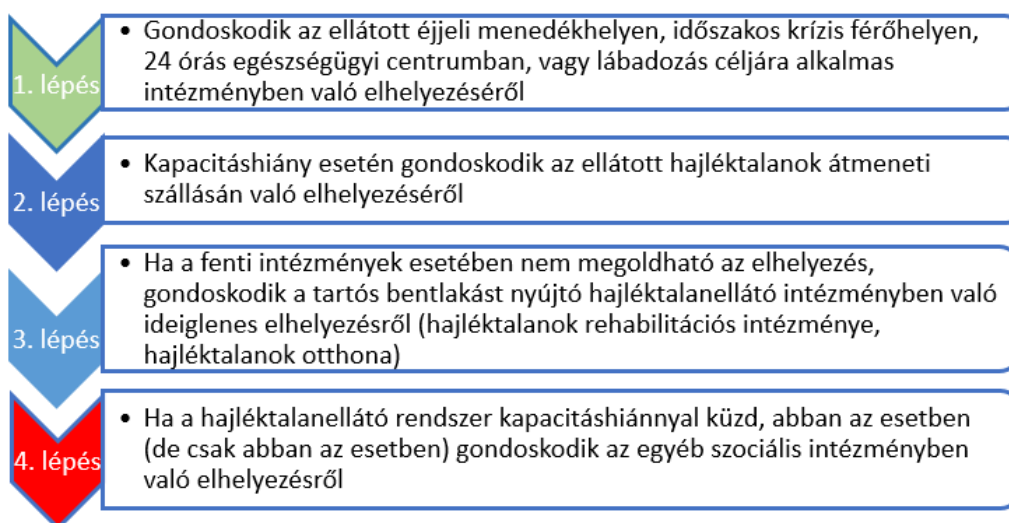 1. lépés
• Gondoskodik az ellátott éjjeli menedékhelyen, időszakos krízis férőhelyen,
24 órás egészségügyi centrumban, vagy lábadozás céljára alkalmas
intézményben való elhelyezéséről
2. lépés
• Kapacitáshiány esetén gondoskodik az ellátott hajléktalanok átmeneti
szállásán való elhelyezéséről
3. lépés
• Ha a fenti intézmények esetében nem megoldható az elhelyezés,
gondoskodik a tartós bentlakást nyújtó hajléktalanellátó intézményben való
ideiglenes elhelyezésről (hajléktalanok rehabilitációs intézménye,
hajléktalanok otthona)
4. lépés
• Ha a hajléktalanellátó rendszer kapacitáshiánnyal küzd, abban az esetben
(de csak abban az esetben) gondoskodik az egyéb szociális intézményben
való elhelyezésről